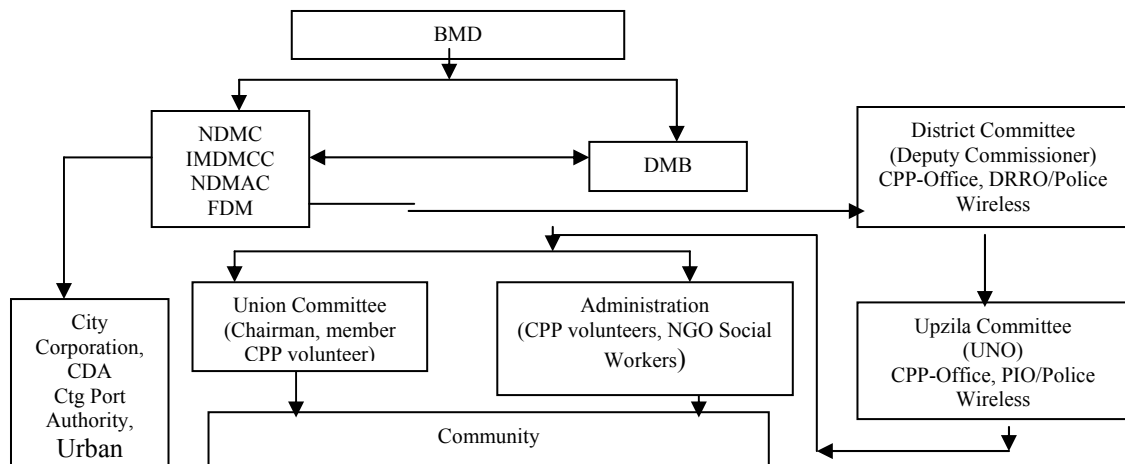 BMD
NDMC
IMDMCC
NDMAC
FDM
DMB
District Committee
(Deputy Commissioner)
CPP-Office, DRRO/Police
Wireless
Union Committee
(Chairman, member
CPP volunteer)
Administration
(CPP volunteers, NGO Social
Workers)
City
Corporation,
CDA
Ctg Port
Authority,
Urban
Upzila Committee
(UNO)
CPP-Office, PIO/Police
Wireless
Community